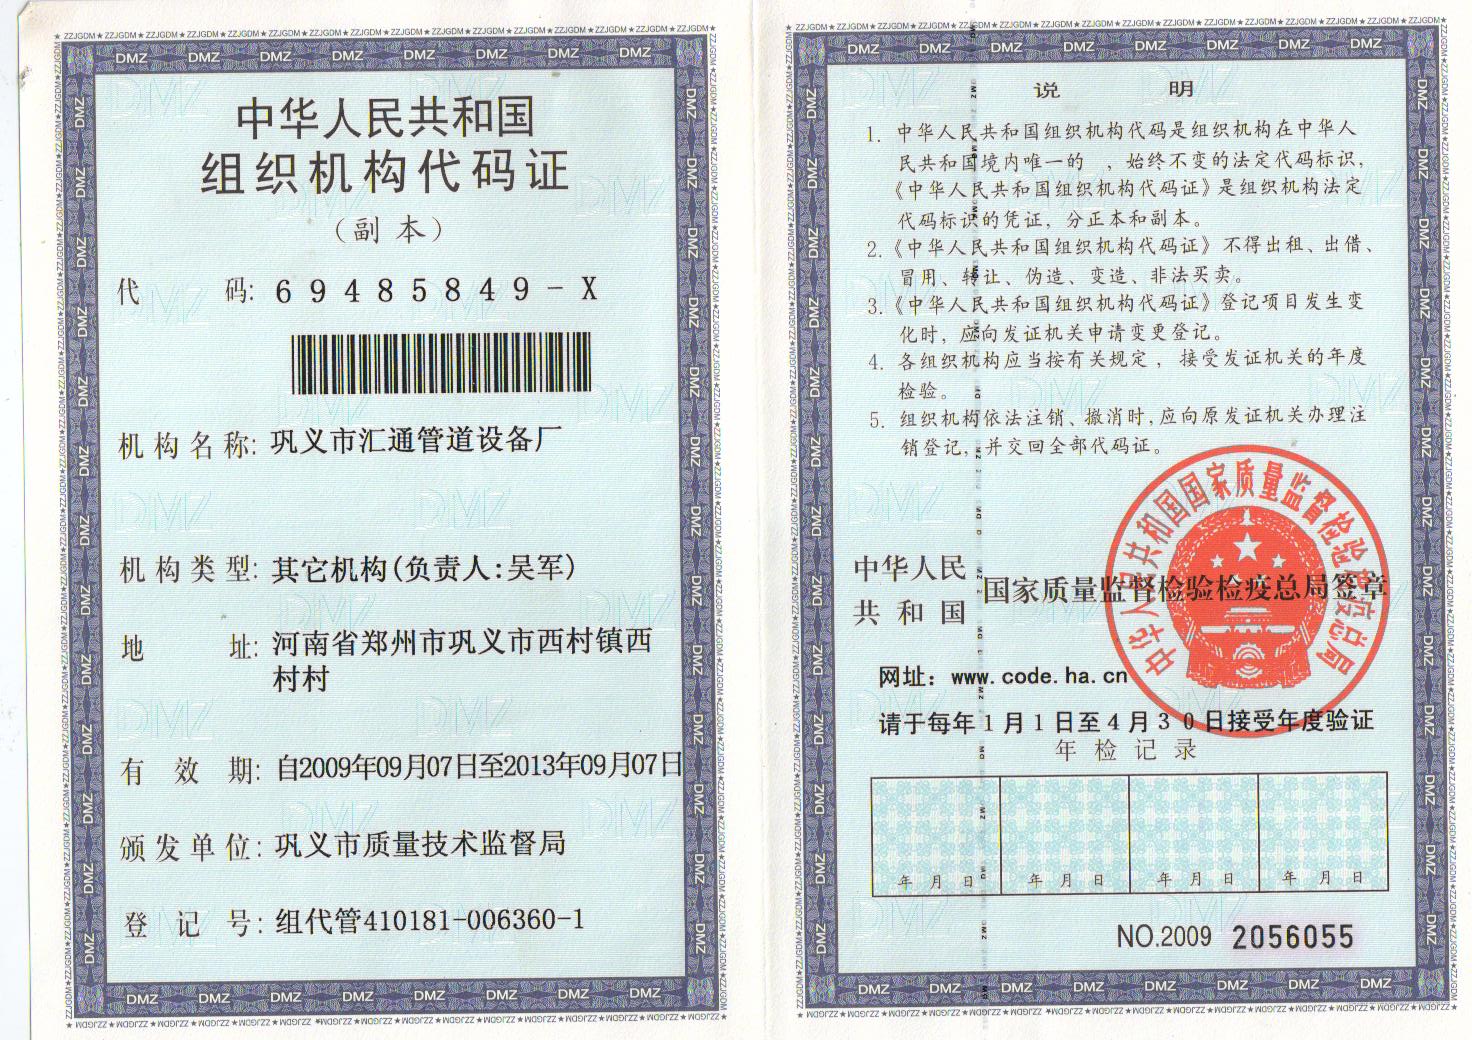 中华人民共和国
组织机构代码证
（副本）
代 码: 69485849-X
机构名称: 巩义市汇通管道设备厂
机构类型: 其它机构(负责人:吴军)
地 址: 河南省郑州市巩义市西村镇西
村村
有 效 期: 自2009年09月07日至2013年09月07日
颁发单位: 巩义市质量技术监督局
登 记 号: 组代管410181-006360-1
说 明
1. 中华人民共和国组织机构代码是组织机构在中华人
民共和国境内唯一的 ，始终不变的法定代码标识，
《中华人民共和国组织机构代码证》是组织机构法定
代码标识的凭证，分正本和副本。
2.《中华人民共和国组织机构代码证》不得出租、出借、
冒用、转让、伪造、变造、非法买卖。
3.《中华人民共和国组织机构代码证》登记项目发生变
化时，应向发证机关申请变更登记。
4. 各组织机构应当按有关规定，接受发证机关的年度
检验。
5. 组织机构依法注销、撤消时，应向原发证机关办理注
销登记，并交回全部代码证。
中华人民共和国国家质量监督检验检疫总局
中华人民
共和国
国家质量监督检验检疫总局签章
网址：www.code.ha.cn
请于每年1月1日至4月30日接受年度验证
年检记录
年 月 日 年 月 日 年 月 日 年 月 日
NO.2009 2056055